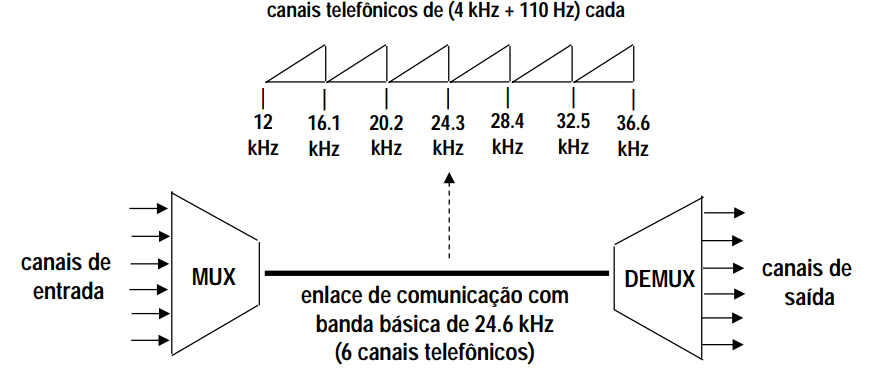 canais telefônicos de (4 kHz + 110 Hz) cada
12 16.1 20.2 24.3 28.4 32.5 36.6
kHz kHz kHz kHz kHz kHz kHz
canais de
entrada
MUX
enlace de comunicação com
banda básica de 24.6 kHz
(6 canais telefônicos)
DEMUX
canais de
saída